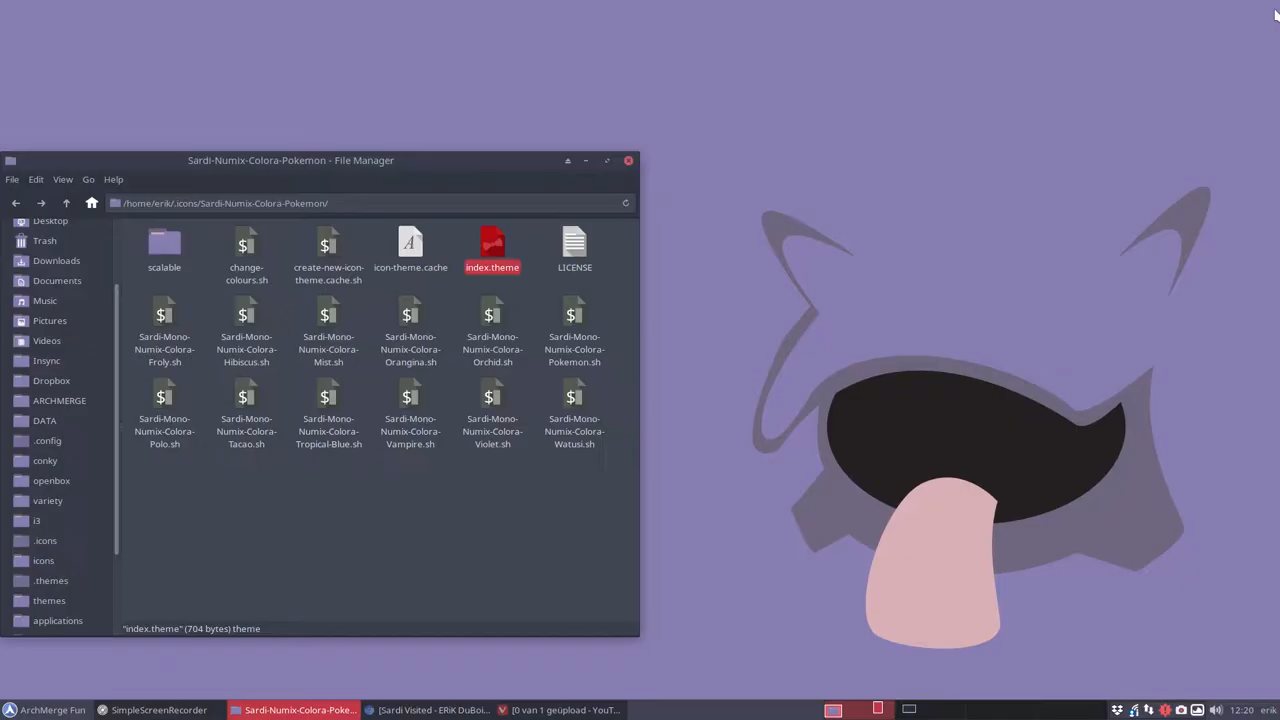 Sardi-Numix-Colora-Pokemon - File Manager
File Edit View Go Help
/home/erik/.icons/Sardi-Numix-Colora-Pokemon/
Desktop
Trash
Downloads
Documents
Music
Pictures
Videos
Insync
Dropbox
ARCHMERGE
DATA
.config
conky
openbox
variety
i3
.icons
icons
.themes
themes
applications
scalable
change-
colours.sh
create-new-icon-
theme.cache.sh
icon-theme.cache
index.theme
LICENSE
Sardi-Mono-
Numix-Colora-
Froly.sh
Sardi-Mono-
Numix-Colora-
Hibiscus.sh
Sardi-Mono-
Numix-Colora-
Mist.sh
Sardi-Mono-
Numix-Colora-
Orangina.sh
Sardi-Mono-
Numix-Colora-
Orchid.sh
Sardi-Mono-
Numix-Colora-
Pokemon.sh
Sardi-Mono-
Numix-Colora-
Polo.sh
Sardi-Mono-
Numix-Colora-
Tacao.sh
Sardi-Mono-
Numix-Colora-
Tropical-Blue.sh
Sardi-Mono-
Numix-Colora-
Vampire.sh
Sardi-Mono-
Numix-Colora-
Violet.sh
Sardi-Mono-
Numix-Colora-
Watusi.sh
"index.theme" (704 bytes) theme
ArchMerge Fun SimpleScreenRecorder Sardi-Numix-Colora-Poke... [Sardi Visited - ERiK DuBoi... [0 van 1 geüpload - YouT... 12:20 erik